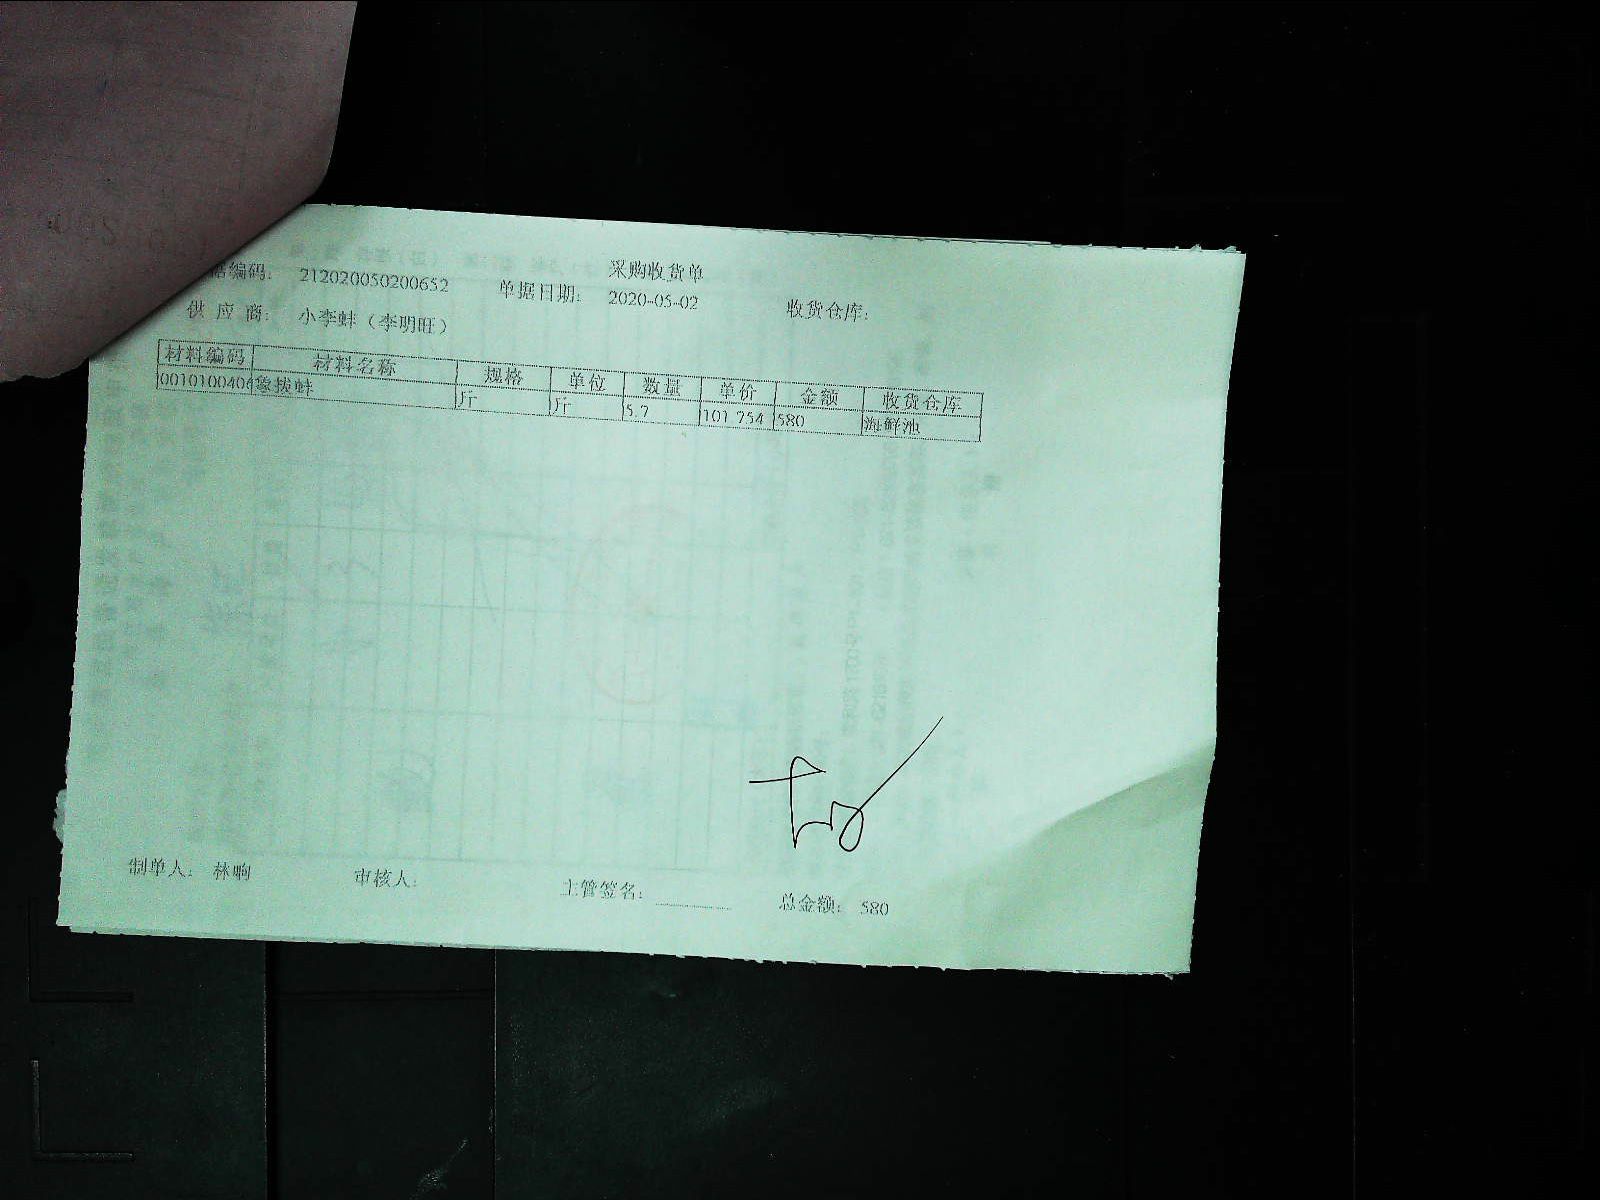 采购收货单
据编码: 212020050200652 单据日期: 2020-05-02 收货仓库:
供 应 商: 小李蚌（李明旺）
材料编码 材料名称 规格 单位 数量 单价 金额 收货仓库
0010100404 象拔蚌 斤 斤 5.7 101.754 580 海鲜池
制单人: 林晌 审核人: 主管签名: 总金额: 580